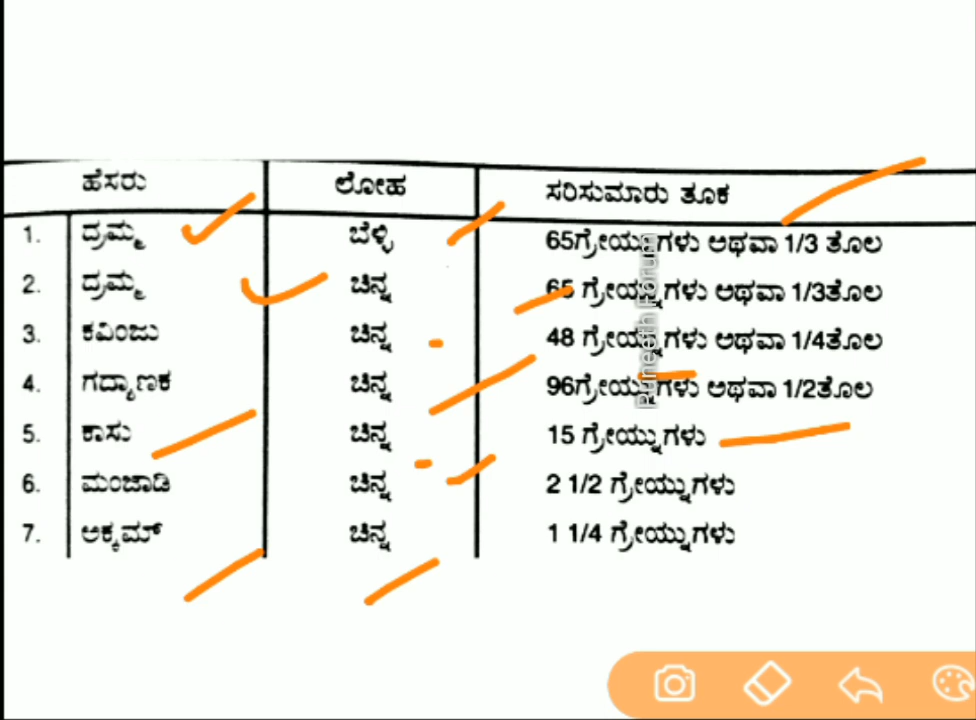 ಹೆಸರು ಲೋಹ ಸರಿಸುಮಾರು ತೂಕ
1. ದ್ರಮ್ಮ ಬೆಳ್ಳಿ 65ಗ್ರೇಯ್ನುಗಳು ಅಥವಾ 1/3 ತೊಲ
2. ದ್ರಮ್ಮ ಚಿನ್ನ 65 ಗ್ರೇಯ್ನುಗಳು ಅಥವಾ 1/3ತೊಲ
3. ಕವಿಂಜು ಚಿನ್ನ 48 ಗ್ರೇಯ್ನುಗಳು ಅಥವಾ 1/4ತೊಲ
4. ಗದ್ಯಾಣಕ ಚಿನ್ನ 96ಗ್ರೇಯ್ನುಗಳು ಅಥವಾ 1/2ತೊಲ
5. ಕಾಸು ಚಿನ್ನ 15 ಗ್ರೇಯ್ನುಗಳು
6. ಮಂಜಾಡಿ ಚಿನ್ನ 2 1/2 ಗ್ರೇಯ್ನುಗಳು
7. ಅಕ್ಕಮ್ ಚಿನ್ನ 1 1/4 ಗ್ರೇಯ್ನುಗಳು
Puneeth Forum